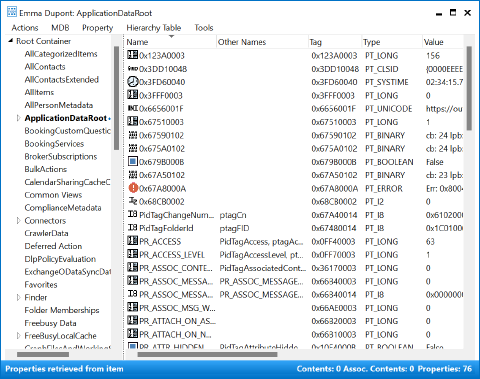 Emma Dupont: ApplicationDataRoot
Actions MDB Property Hierarchy Table Tools
Root Container
AllCategorizedItems
AllContacts
AllContactsExtended
AllItems
AllPersonMetadata
ApplicationDataRoot
BookingCustomQuestio
BookingServices
BrokerSubscriptions
BulkActions
CalendarSharingCacheC
Common Views
ComplianceMetadata
Connectors
CrawlerData
Deferred Action
DlpPolicyEvaluation
ExchangeODataSyncDat
Favorites
Finder
Folder Memberships
Freebusy Data
FreeBusyLocalCache
Name Other Names Tag Type Value
0x123A0003 0x123A0003 PT_LONG 156
0x3DD10048 0x3DD10048 PT_CLSID {0000EEEE
0x3FD60040 0x3FD60040 PT_SYSTIME 02:34:15.7
0x3FFF0003 0x3FFF0003 PT_LONG 0
0x6656001F 0x6656001F PT_UNICODE https://ou
0x67510003 0x67510003 PT_LONG 1
0x67590102 0x67590102 PT_BINARY cb: 24 lpb:
0x675A0102 0x675A0102 PT_BINARY cb: 24 lpb:
0x679B000B 0x679B000B PT_BOOLEAN False
0x67A50102 0x67A50102 PT_BINARY cb: 23 lpb:
0x67A8000A 0x67A8000A PT_ERROR Err: 0x8004
0x68CB0002 0x68CB0002 PT_I2 0
PidTagChangeNum... ptagCn 0x67A40014 PT_I8 0x6102000
PidTagFolderId ptagFID 0x67480014 PT_I8 0x1C01000
PR_ACCESS PidTagAccess, ptagAc... 0x0FF40003 PT_LONG 63
PR_ACCESS_LEVEL PidTagAccessLevel, pt... 0x0FF70003 PT_LONG 1
PR_ASSOC_CONTE... PidTagAssociatedCont... 0x36170003 PT_LONG 0
PR_ASSOC_MESSA... PR_ASSOC_MESSAGE... 0x66340003 PT_LONG 0
PR_ASSOC_MESSA... PR_ASSOC_MESSAGE... 0x66340014 PT_I8 0x0000000
PR_ASSOC_MSG_W... 0x66AE0003 PT_LONG 0
PR_ATTACH_ON_AS... 0x66320003 PT_LONG 0
PR_ATTACH_ON_N... 0x66310003 PT_LONG 0
PR_ATTR_HIDDEN PidTagAttributeHidde... 0x10F4000B PT_BOOLEAN False
Properties retrieved from item Contents: 0 Assoc. Contents: 0 Properties: 76